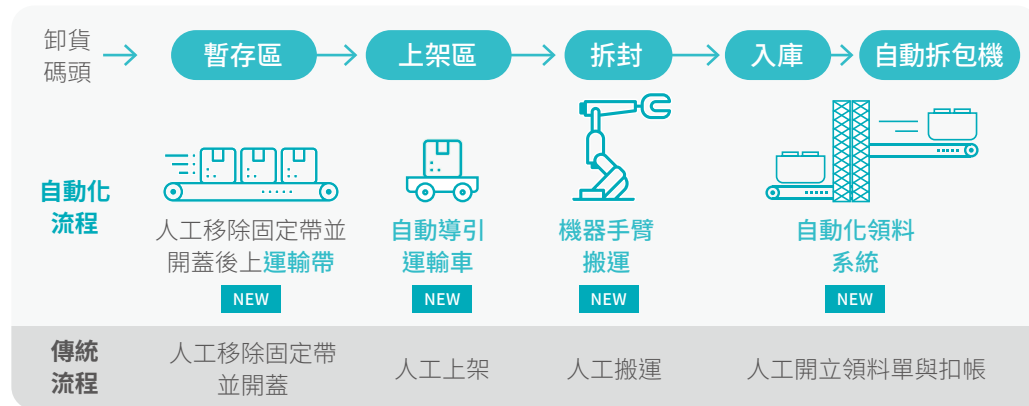 卸貨
碼頭
暫存區
上架區
拆封
入庫
自動拆包機
自動化
流程
人工移除固定帶並
開蓋後上運輸帶
NEW
自動導引
運輸車
NEW
機器手臂
搬運
NEW
自動化領料
系統
NEW
傳統
流程
人工移除固定帶
並開蓋
人工上架
人工搬運
人工開立領料單與扣帳